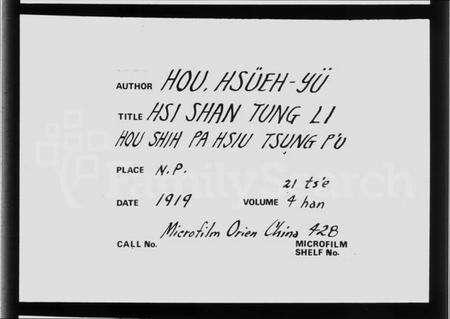 AUTHOR HOU, HSÜEH-YÜ
TITLE HSI SHAN TUNG LI
HOU SHIH PA HSIU TSUNG P'U
PLACE N.P.
21 ts'e
DATE 1919 VOLUME 4 han
Microfilm Orien China 428
CALL No. MICROFILM
SHELF No.
FamilySearch